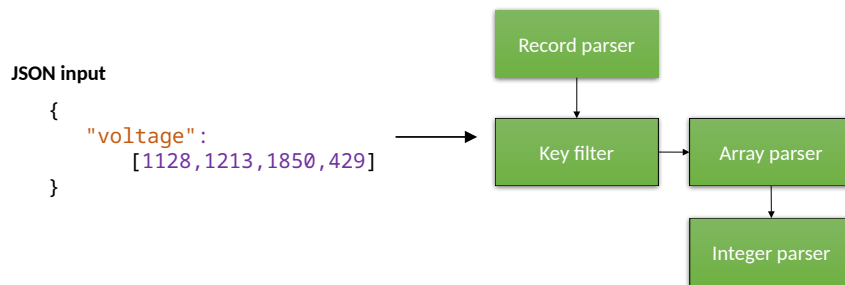 JSON input
{
"voltage":
[1128,1213,1850,429]
}
Record parser
Key filter
Array parser
Integer parser